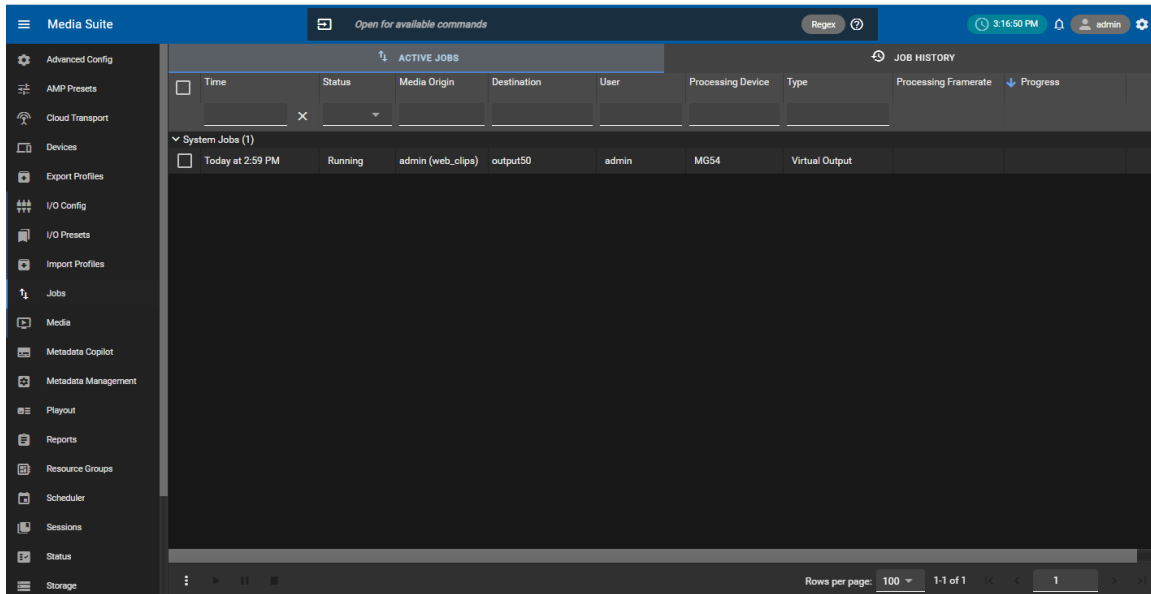 Media Suite
Open for available commands
Regex
3:16:50 PM
admin
Advanced Config
AMP Presets
Cloud Transport
Devices
Export Profiles
I/O Config
I/O Presets
Import Profiles
Jobs
Media
Metadata Copilot
Metadata Management
Playout
Reports
Resource Groups
Scheduler
Sessions
Status
Storage
ACTIVE JOBS
JOB HISTORY
Time Status Media Origin Destination User Processing Device Type Processing Framerate Progress
System Jobs (1)
Today at 2:59 PM Running admin (web_clips) output50 admin MG54 Virtual Output
Rows per page: 100 1-1 of 1 1